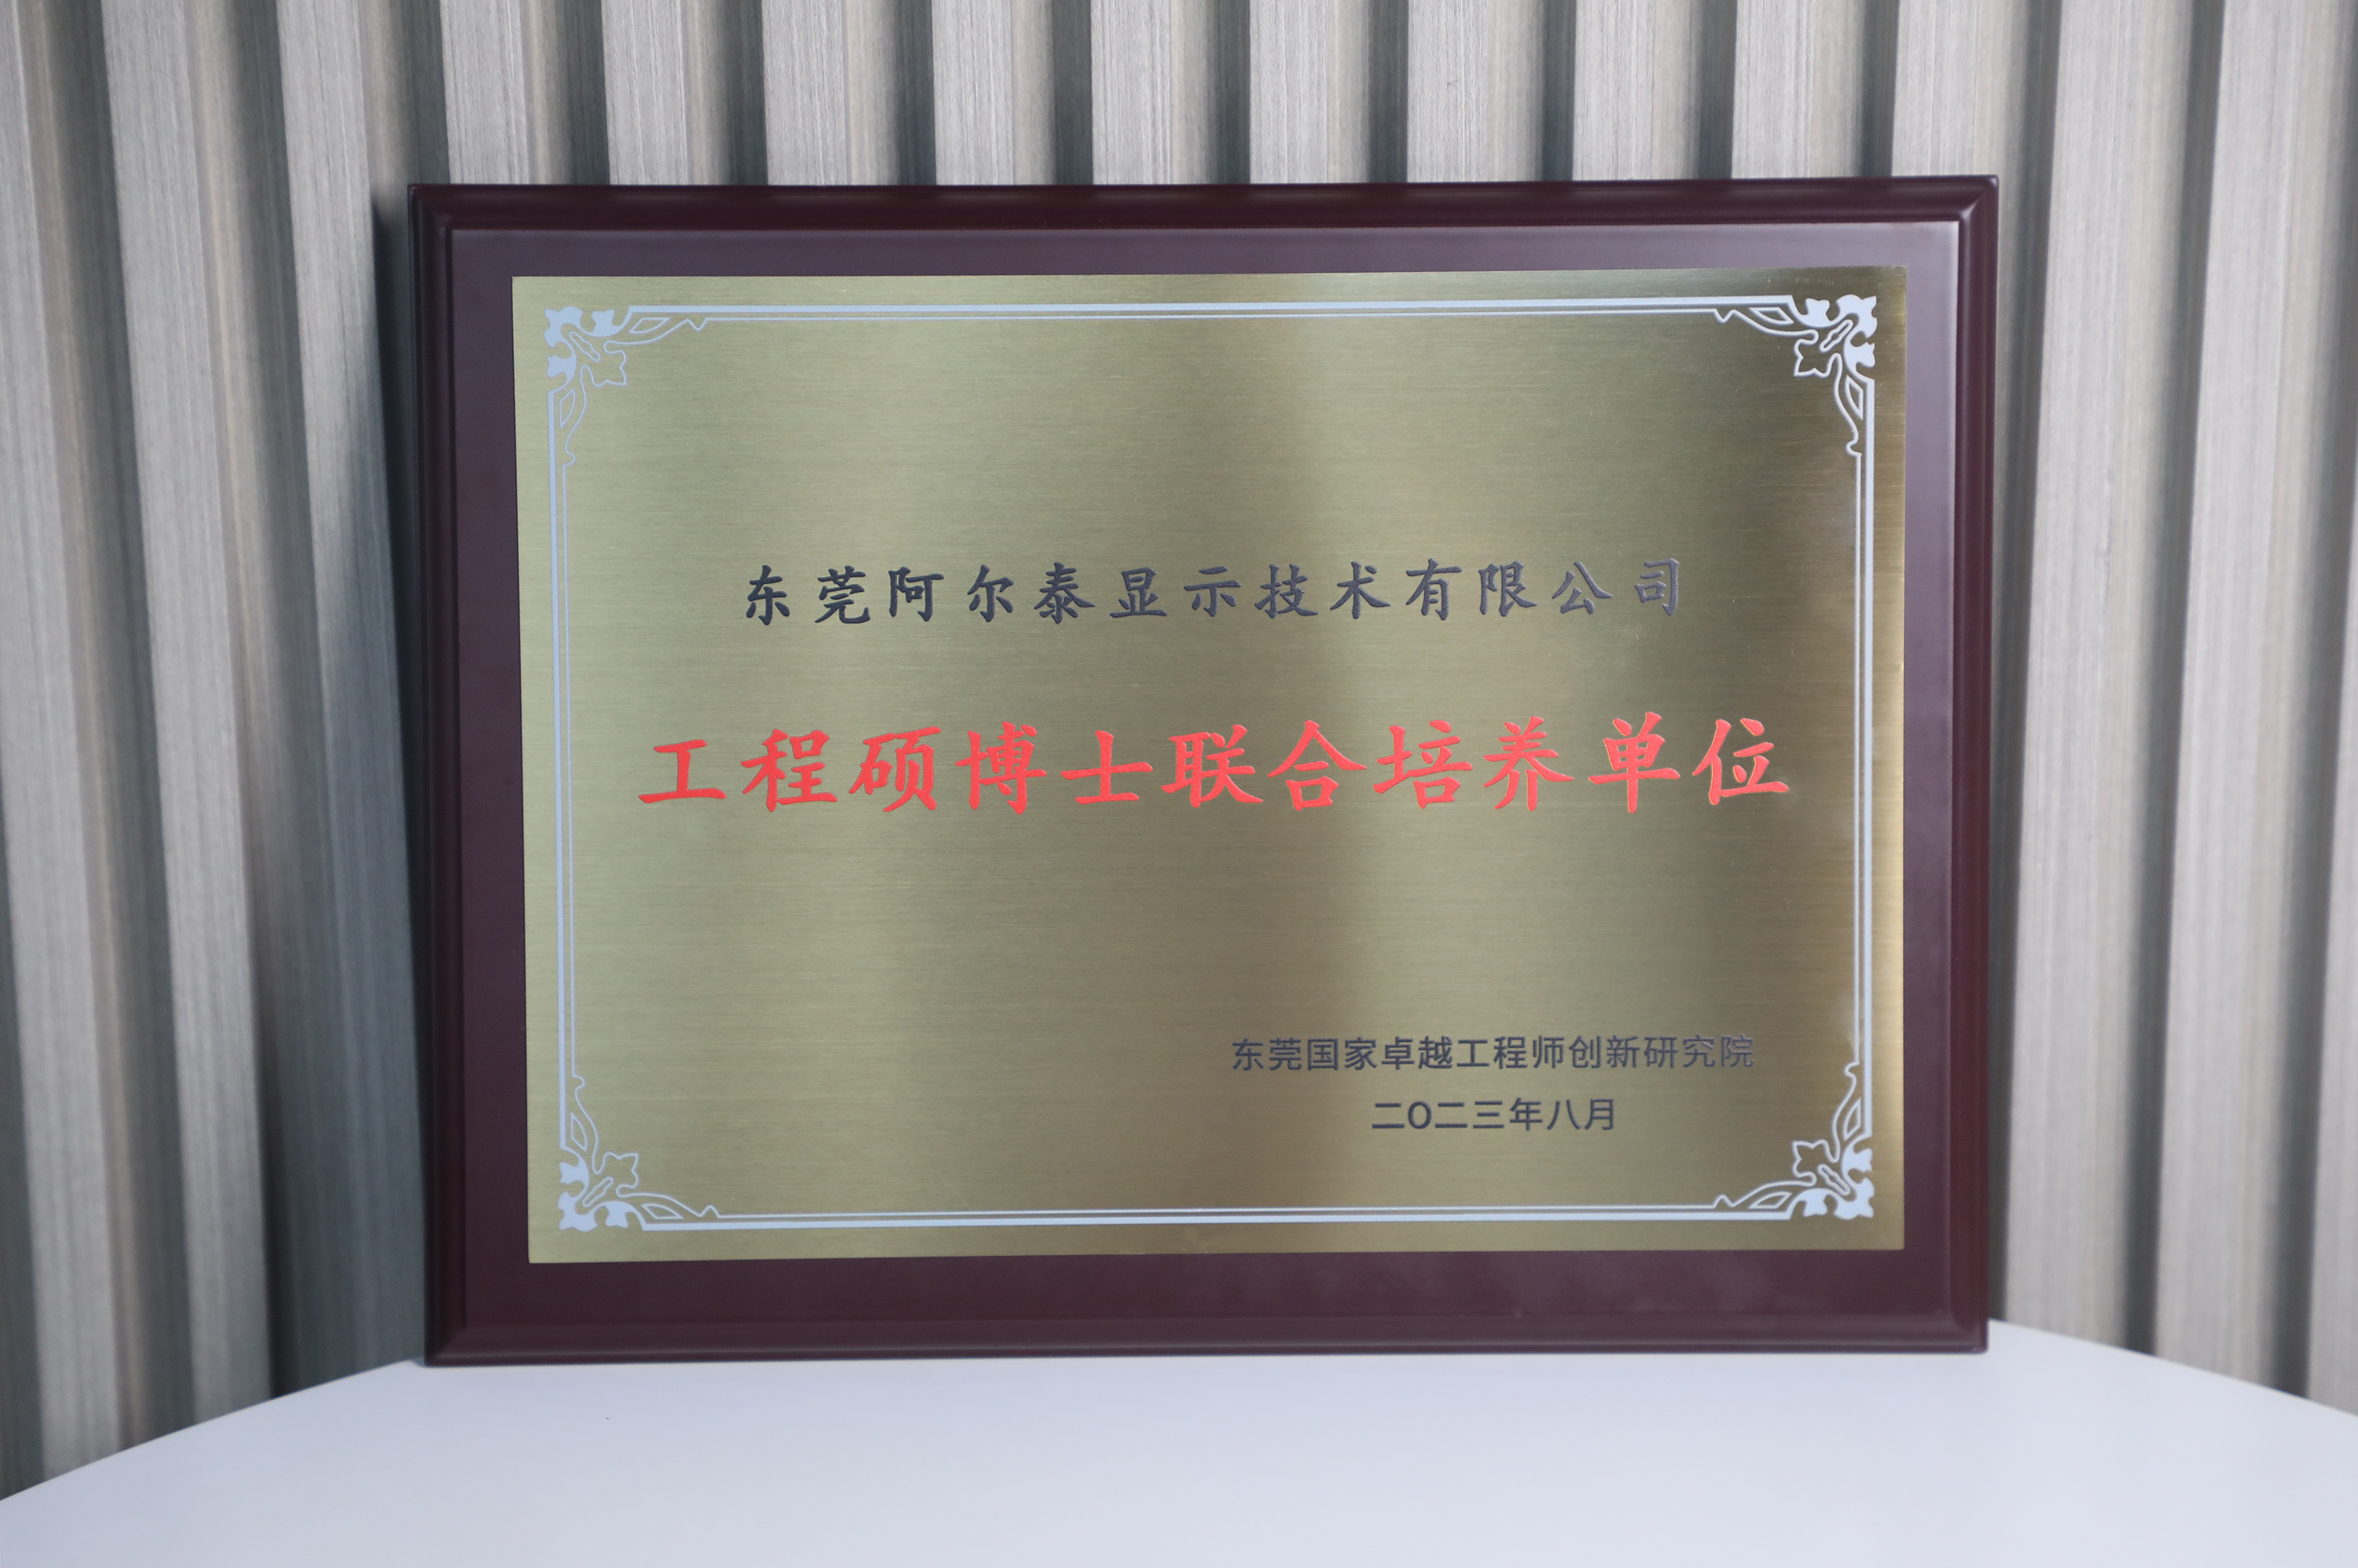 东莞阿尔泰显示技术有限公司
工程硕博士联合培养单位
东莞国家卓越工程师创新研究院
二O二三年八月